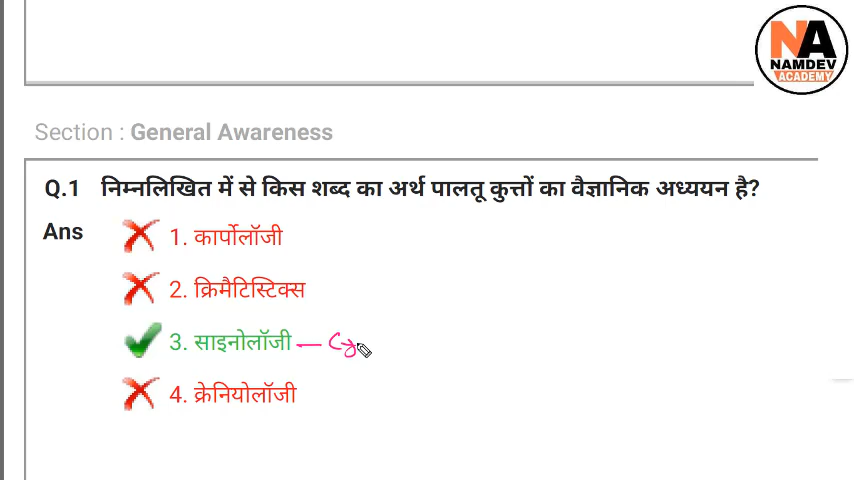 NA
NAMDEV
ACADEMY
Section : General Awareness
Q.1 निम्नलिखित में से किस शब्द का अर्थ पालतू कुत्तों का वैज्ञानिक अध्ययन है?
Ans 1. कार्पोलॉजी
2. क्रिमैटिस्टिक्स
3. साइनोलॉजी — Cy
4. क्रेनियोलॉजी